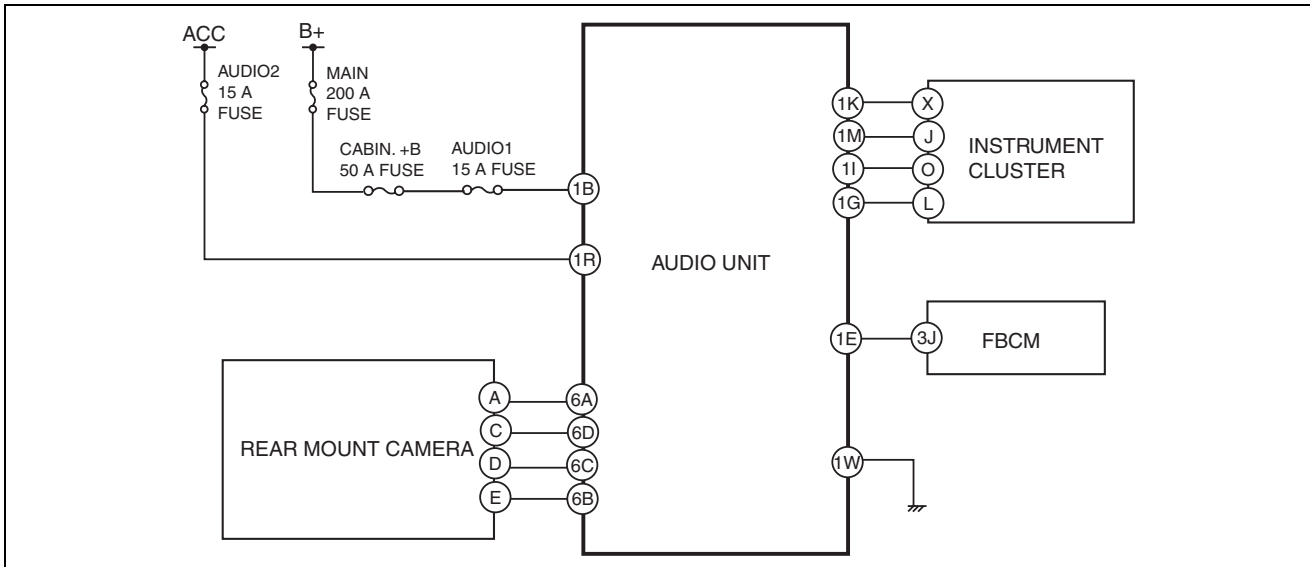 ACC
B+
AUDIO2
15 A
FUSE
MAIN
200 A
FUSE
CABIN. +B
50 A FUSE
AUDIO1
15 A FUSE
1B
1R
AUDIO UNIT
1K
X
1M
J
1I
O
1G
L
INSTRUMENT
CLUSTER
1E
3J
FBCM
REAR MOUNT CAMERA
A
6A
C
6D
D
6C
E
6B
1W